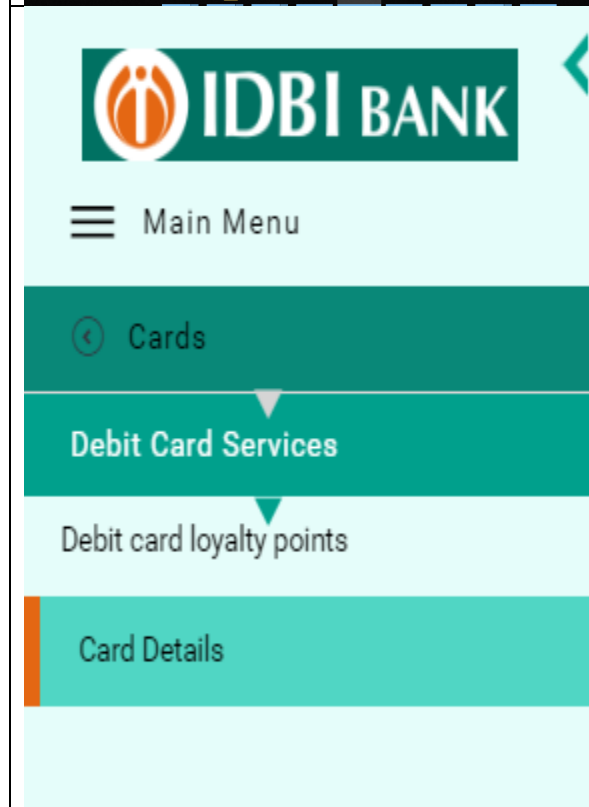 IDBI BANK
Main Menu
Cards
Debit Card Services
Debit card loyalty points
Card Details